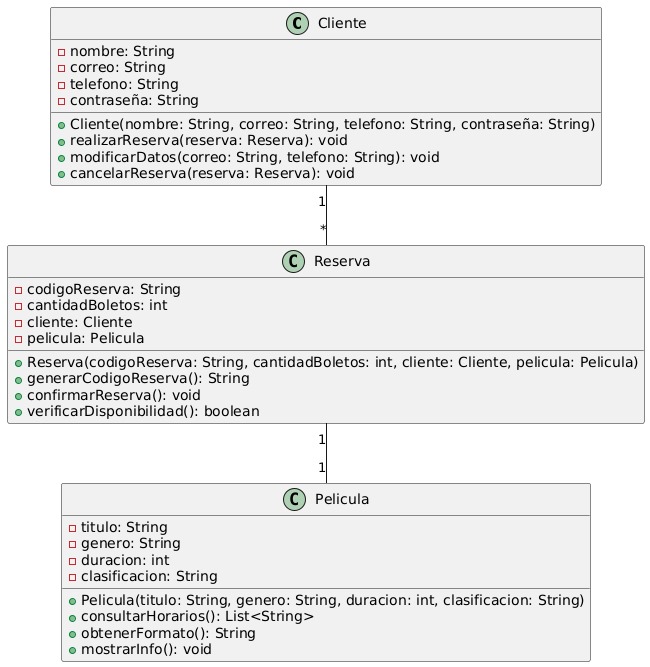 C Cliente
nombre: String
correo: String
telefono: String
contraseña: String
Cliente(nombre: String, correo: String, telefono: String, contraseña: String)
realizarReserva(reserva: Reserva): void
modificarDatos(correo: String, telefono: String): void
cancelarReserva(reserva: Reserva): void
1
*
C Reserva
codigoReserva: String
cantidadBoletos: int
cliente: Cliente
pelicula: Pelicula
Reserva(codigoReserva: String, cantidadBoletos: int, cliente: Cliente, pelicula: Pelicula)
generarCodigoReserva(): String
confirmarReserva(): void
verificarDisponibilidad(): boolean
1
1
C Pelicula
titulo: String
genero: String
duracion: int
clasificacion: String
Pelicula(titulo: String, genero: String, duracion: int, clasificacion: String)
consultarHorarios(): List<String>
obtenerFormato(): String
mostrarInfo(): void